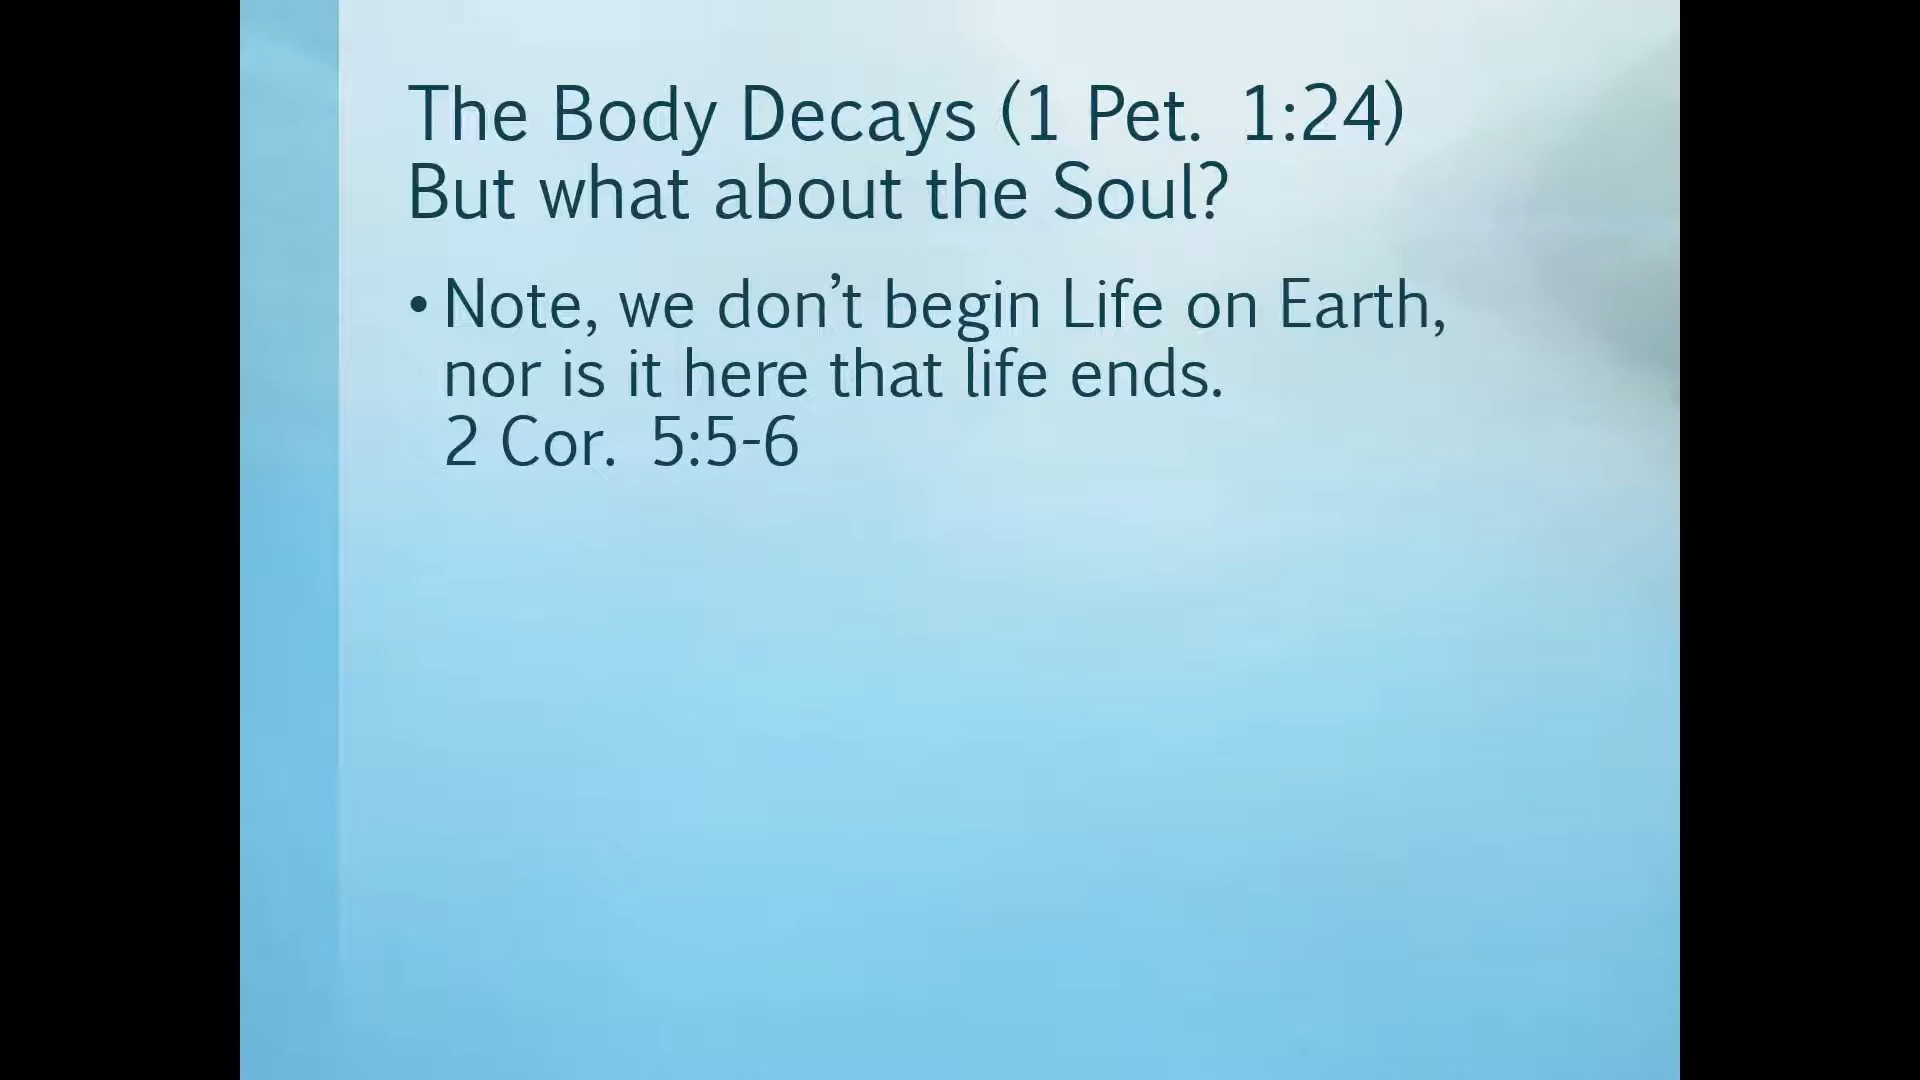 The Body Decays (1 Pet.  1:24)
But what about the Soul?
• Note, we don’t begin Life on Earth,
nor is it here that life ends.
2 Cor.  5:5-6